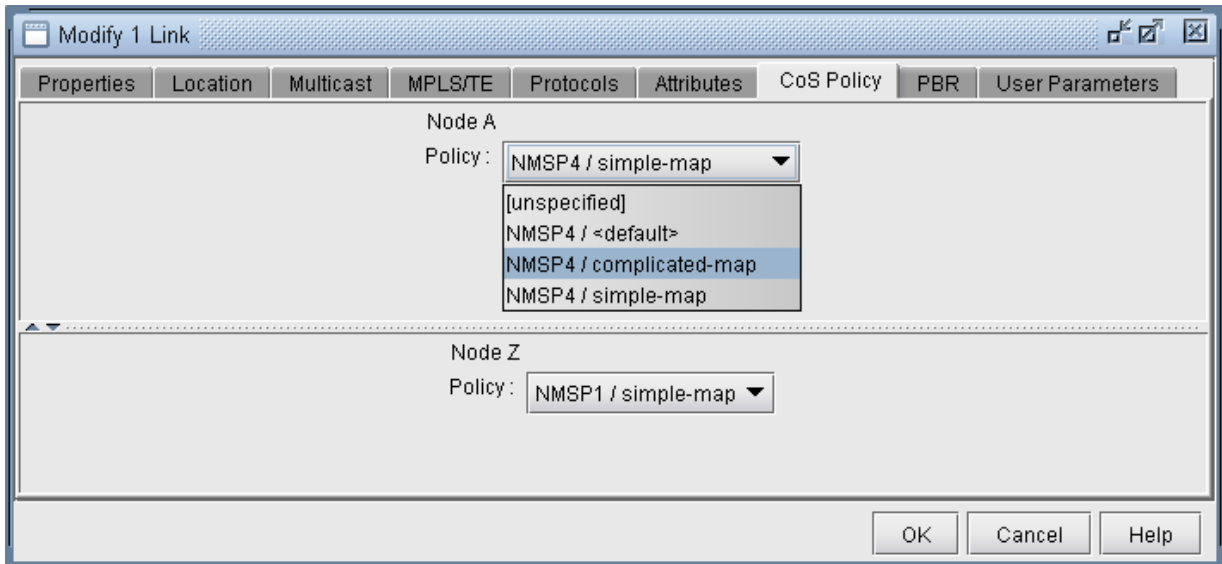 Modify 1 Link
Properties Location Multicast MPLS/TE Protocols Attributes CoS Policy PBR User Parameters
Node A
Policy : NMSP4 / simple-map
[unspecified]
NMSP4 / <default>
NMSP4 / complicated-map
NMSP4 / simple-map
Node Z
Policy : NMSP1 / simple-map
OK Cancel Help